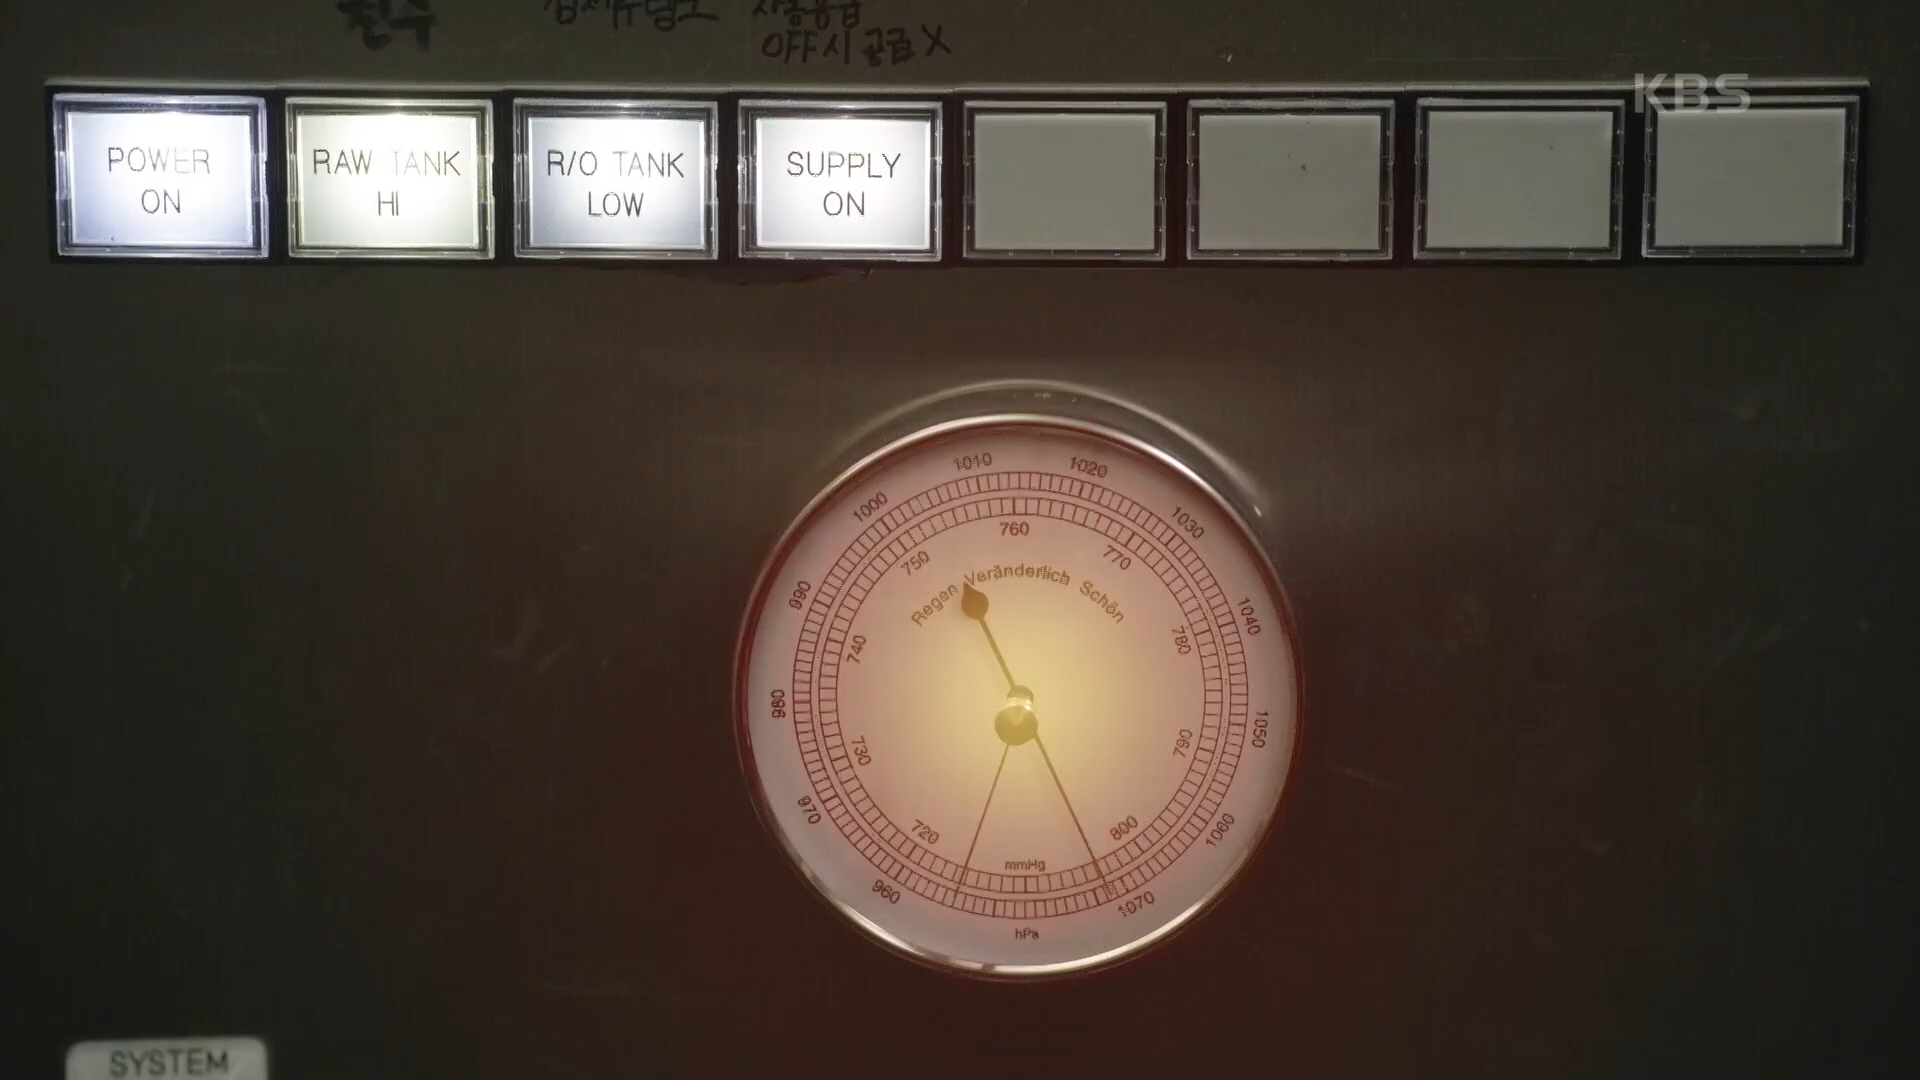 OFF시 공급 X
KBS
POWER
ON
RAW TANK
HI
R/O TANK
LOW
SUPPLY
ON
1010
1020
1000
1030
760
750
770
Regen Veränderlich Schön
990
1040
740
780
980
1050
730
790
970
1060
720
800
mmHg
960
1070
hPa
SYSTEM